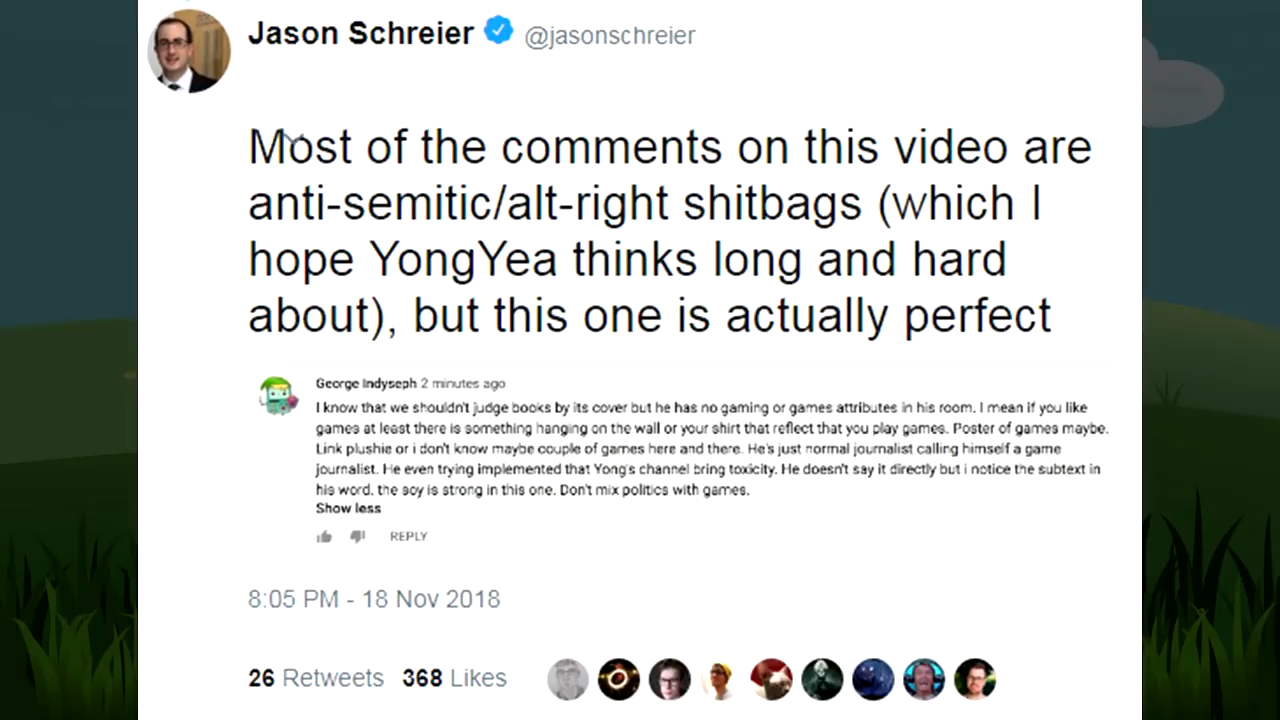 Jason Schreier @jasonschreier
Most of the comments on this video are
anti-semitic/alt-right shitbags (which I
hope YongYea thinks long and hard
about), but this one is actually perfect
George Indyseph 2 minutes ago
I know that we shouldn't judge books by its cover but he has no gaming or games attributes in his room. I mean if you like
games at least there is something hanging on the wall or your shirt that reflect that you play games. Poster of games maybe.
Link plushie or i don't know maybe couple of games here and there. He's just normal journalist calling himself a game
journalist. He even trying implemented that Yong's channel bring toxicity. He doesn't say it directly but i notice the subtext in
his word. the soy is strong in this one. Don't mix politics with games.
Show less
REPLY
8:05 PM - 18 Nov 2018
26 Retweets 368 Likes